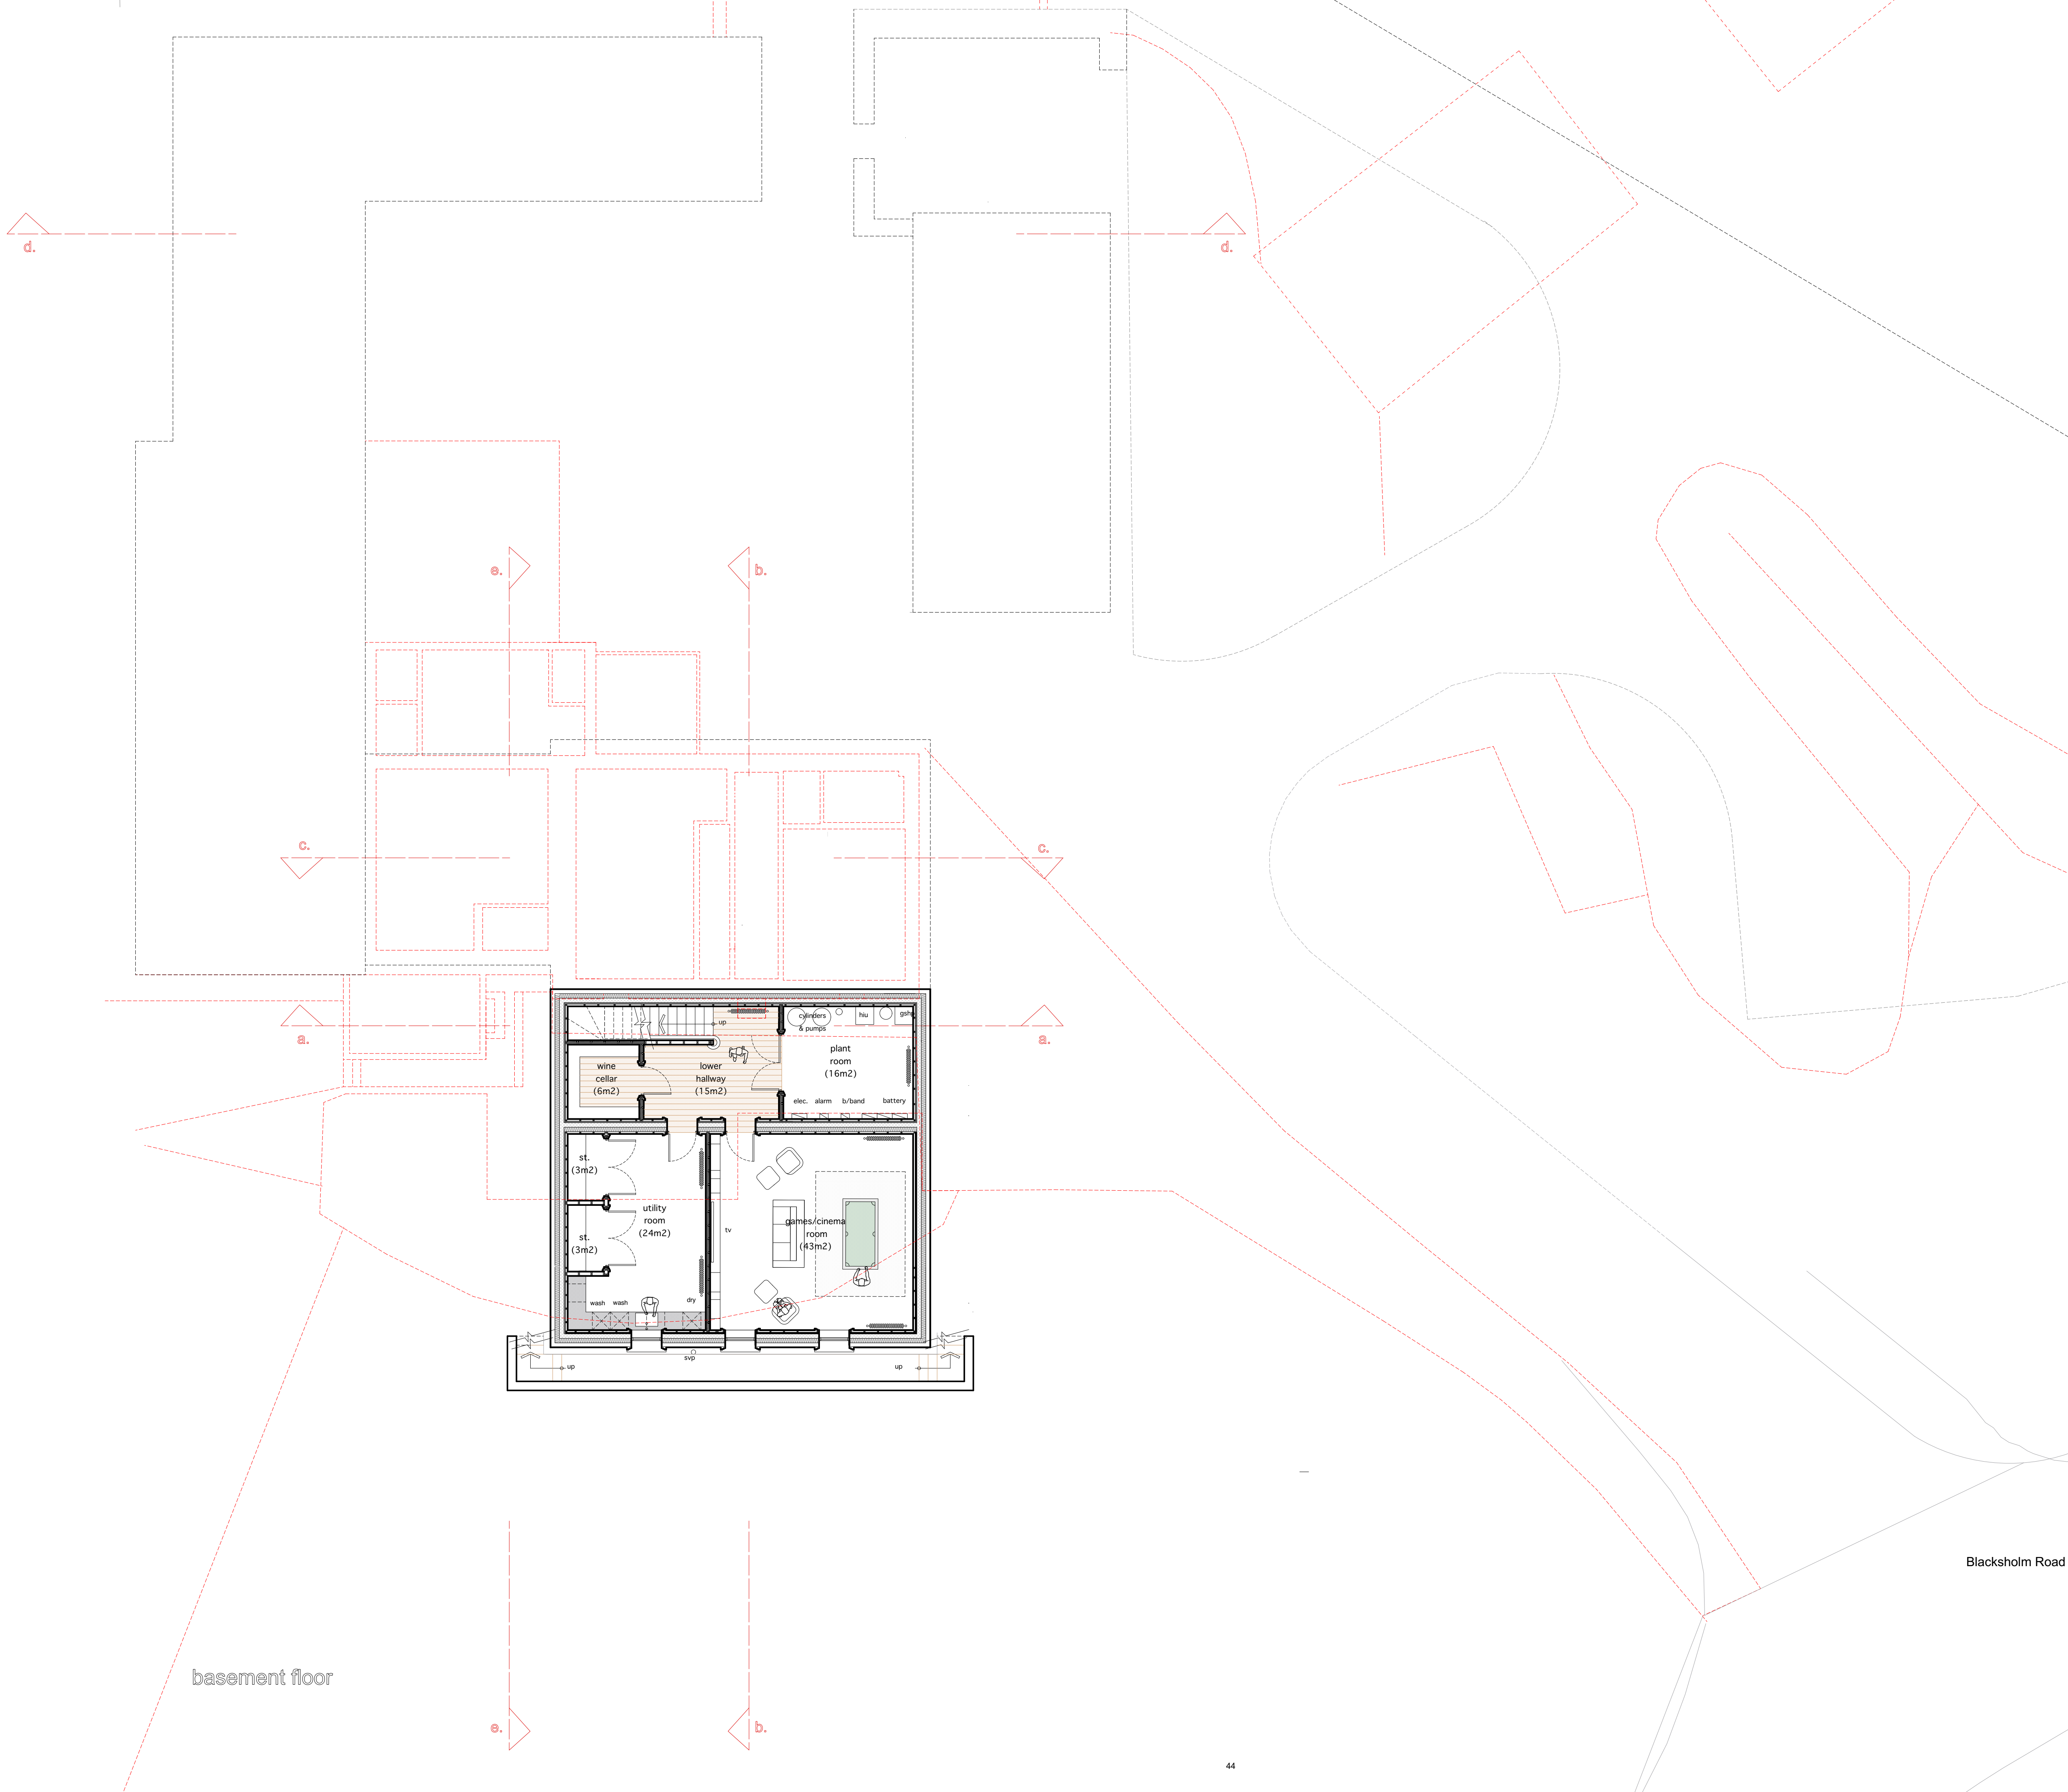 d.
d.
e.
b.
c.
c.
up
cylinders
& pumps
hiu
gshp
a.
a.
plant
room
(16m2)
wine
cellar
(6m2)
lower
hallway
(15m2)
elec.
alarm
b/band
battery
st.
(3m2)
utility
room
(24m2)
tv
games/cinema
room
(43m2)
st.
(3m2)
wash
wash
dry
svp
up
up
Blacksholm Road
basement floor
e.
b.
44